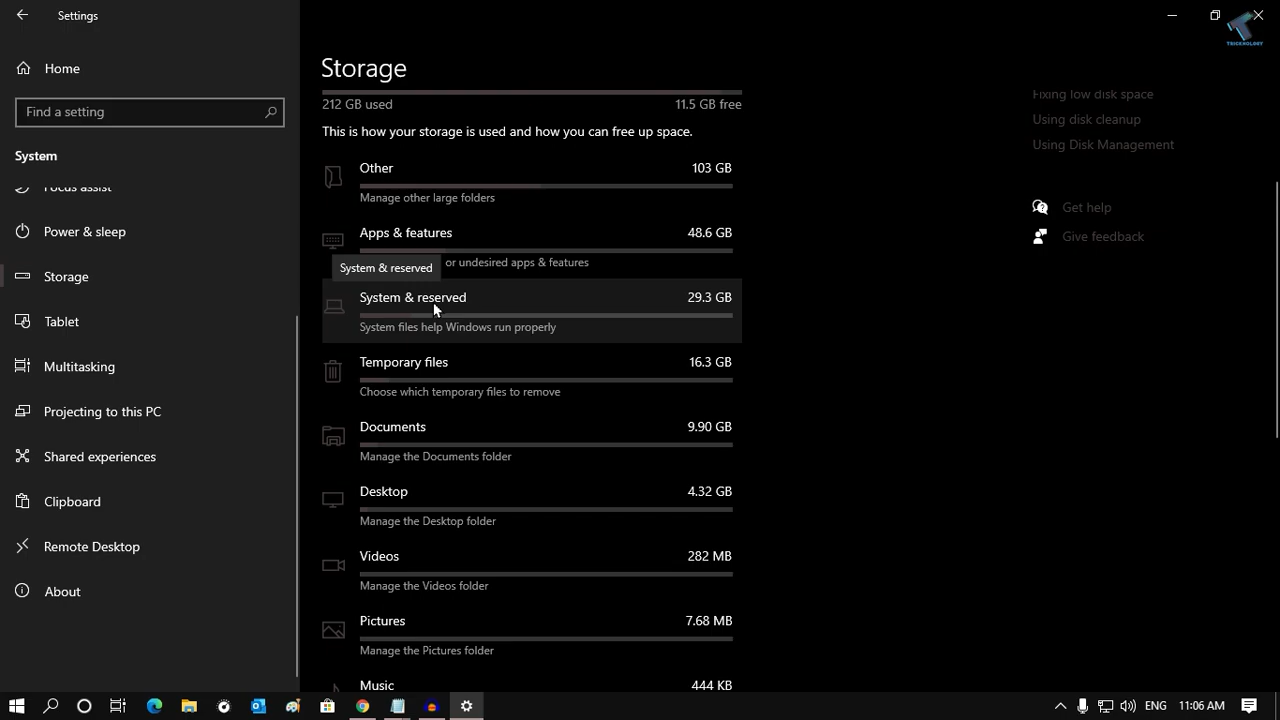 Settings
TRICKNOLOGY
Home
Find a setting
System
Focus assist
Power & sleep
Storage
Tablet
Multitasking
Projecting to this PC
Shared experiences
Clipboard
Remote Desktop
About
Storage
212 GB used 11.5 GB free
This is how your storage is used and how you can free up space.
Other 103 GB
Manage other large folders
Apps & features 48.6 GB
or undesired apps & features
System & reserved
System & reserved 29.3 GB
System files help Windows run properly
Temporary files 16.3 GB
Choose which temporary files to remove
Documents 9.90 GB
Manage the Documents folder
Desktop 4.32 GB
Manage the Desktop folder
Videos 282 MB
Manage the Videos folder
Pictures 7.68 MB
Manage the Pictures folder
Music 444 KB
Fixing low disk space
Using disk cleanup
Using Disk Management
Get help
Give feedback
ENG 11:06 AM